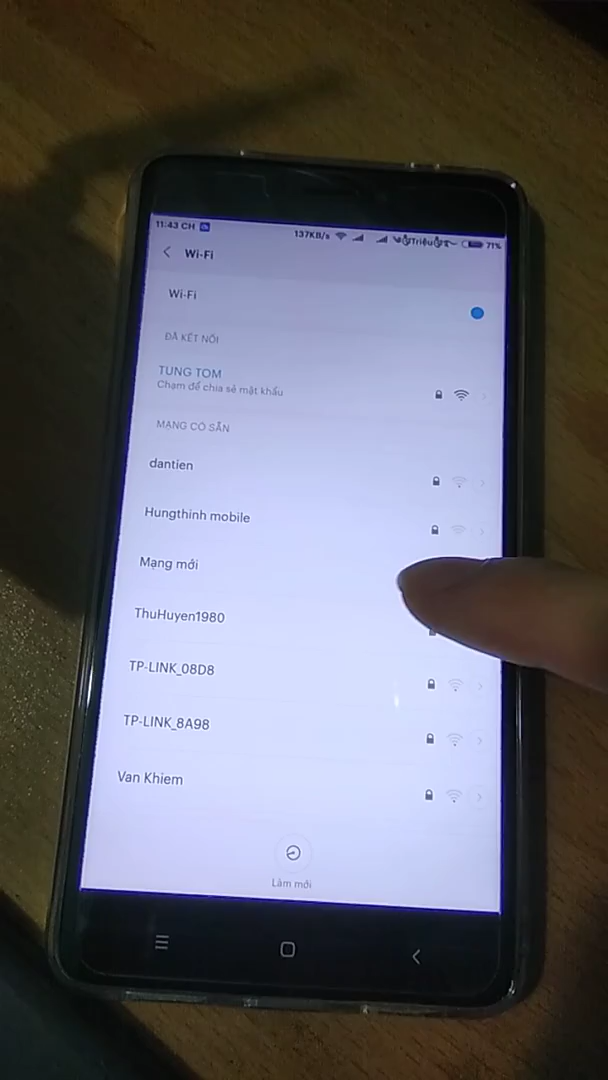 11:43 CH
137KB/s
71%
Wi-Fi
Wi-Fi
ĐÃ KẾT NỐI
TUNG TOM
Chạm để chia sẻ mật khẩu
MẠNG CÓ SẴN
dantien
Hungthinh mobile
Mạng mới
ThuHuyen1980
TP-LINK_08D8
TP-LINK_8A98
Van Khiem
Làm mới